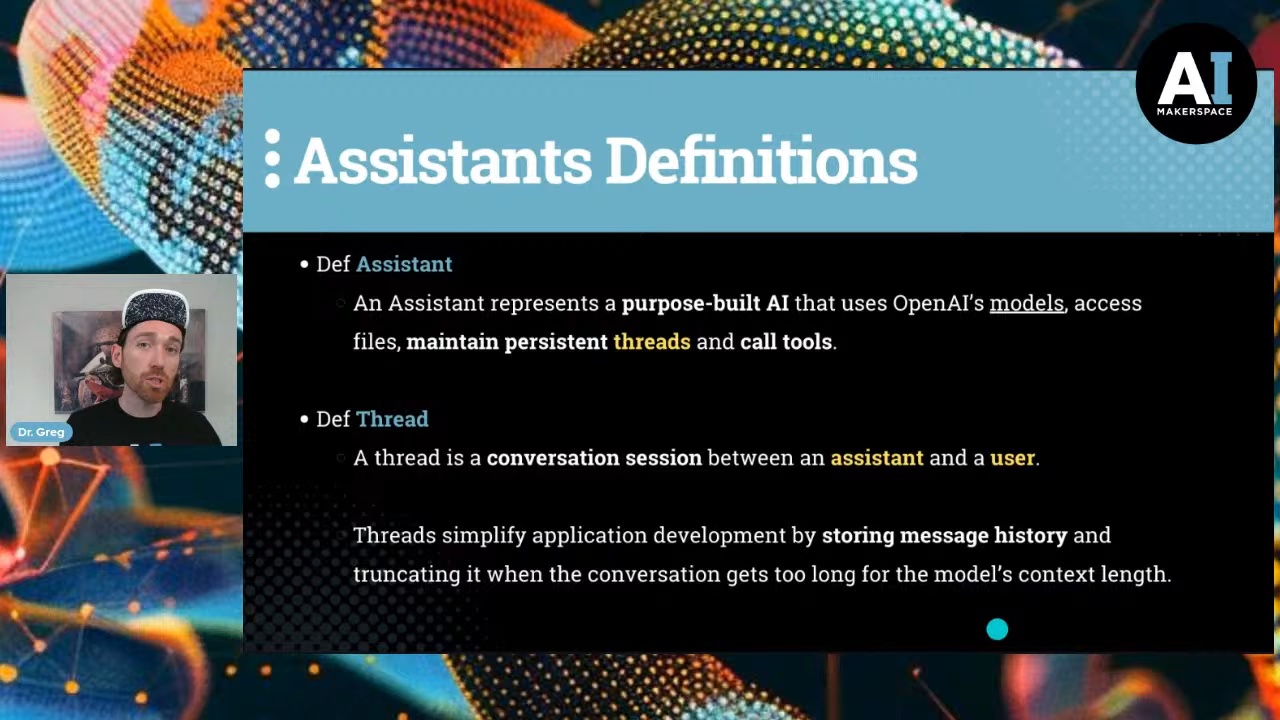 AI
MAKERSPACE
Assistants Definitions
Def Assistant
An Assistant represents a purpose-built AI that uses OpenAI’s models, access
files, maintain persistent threads and call tools.
Def Thread
A thread is a conversation session between an assistant and a user.
Threads simplify application development by storing message history and
truncating it when the conversation gets too long for the model’s context length.
Dr. Greg